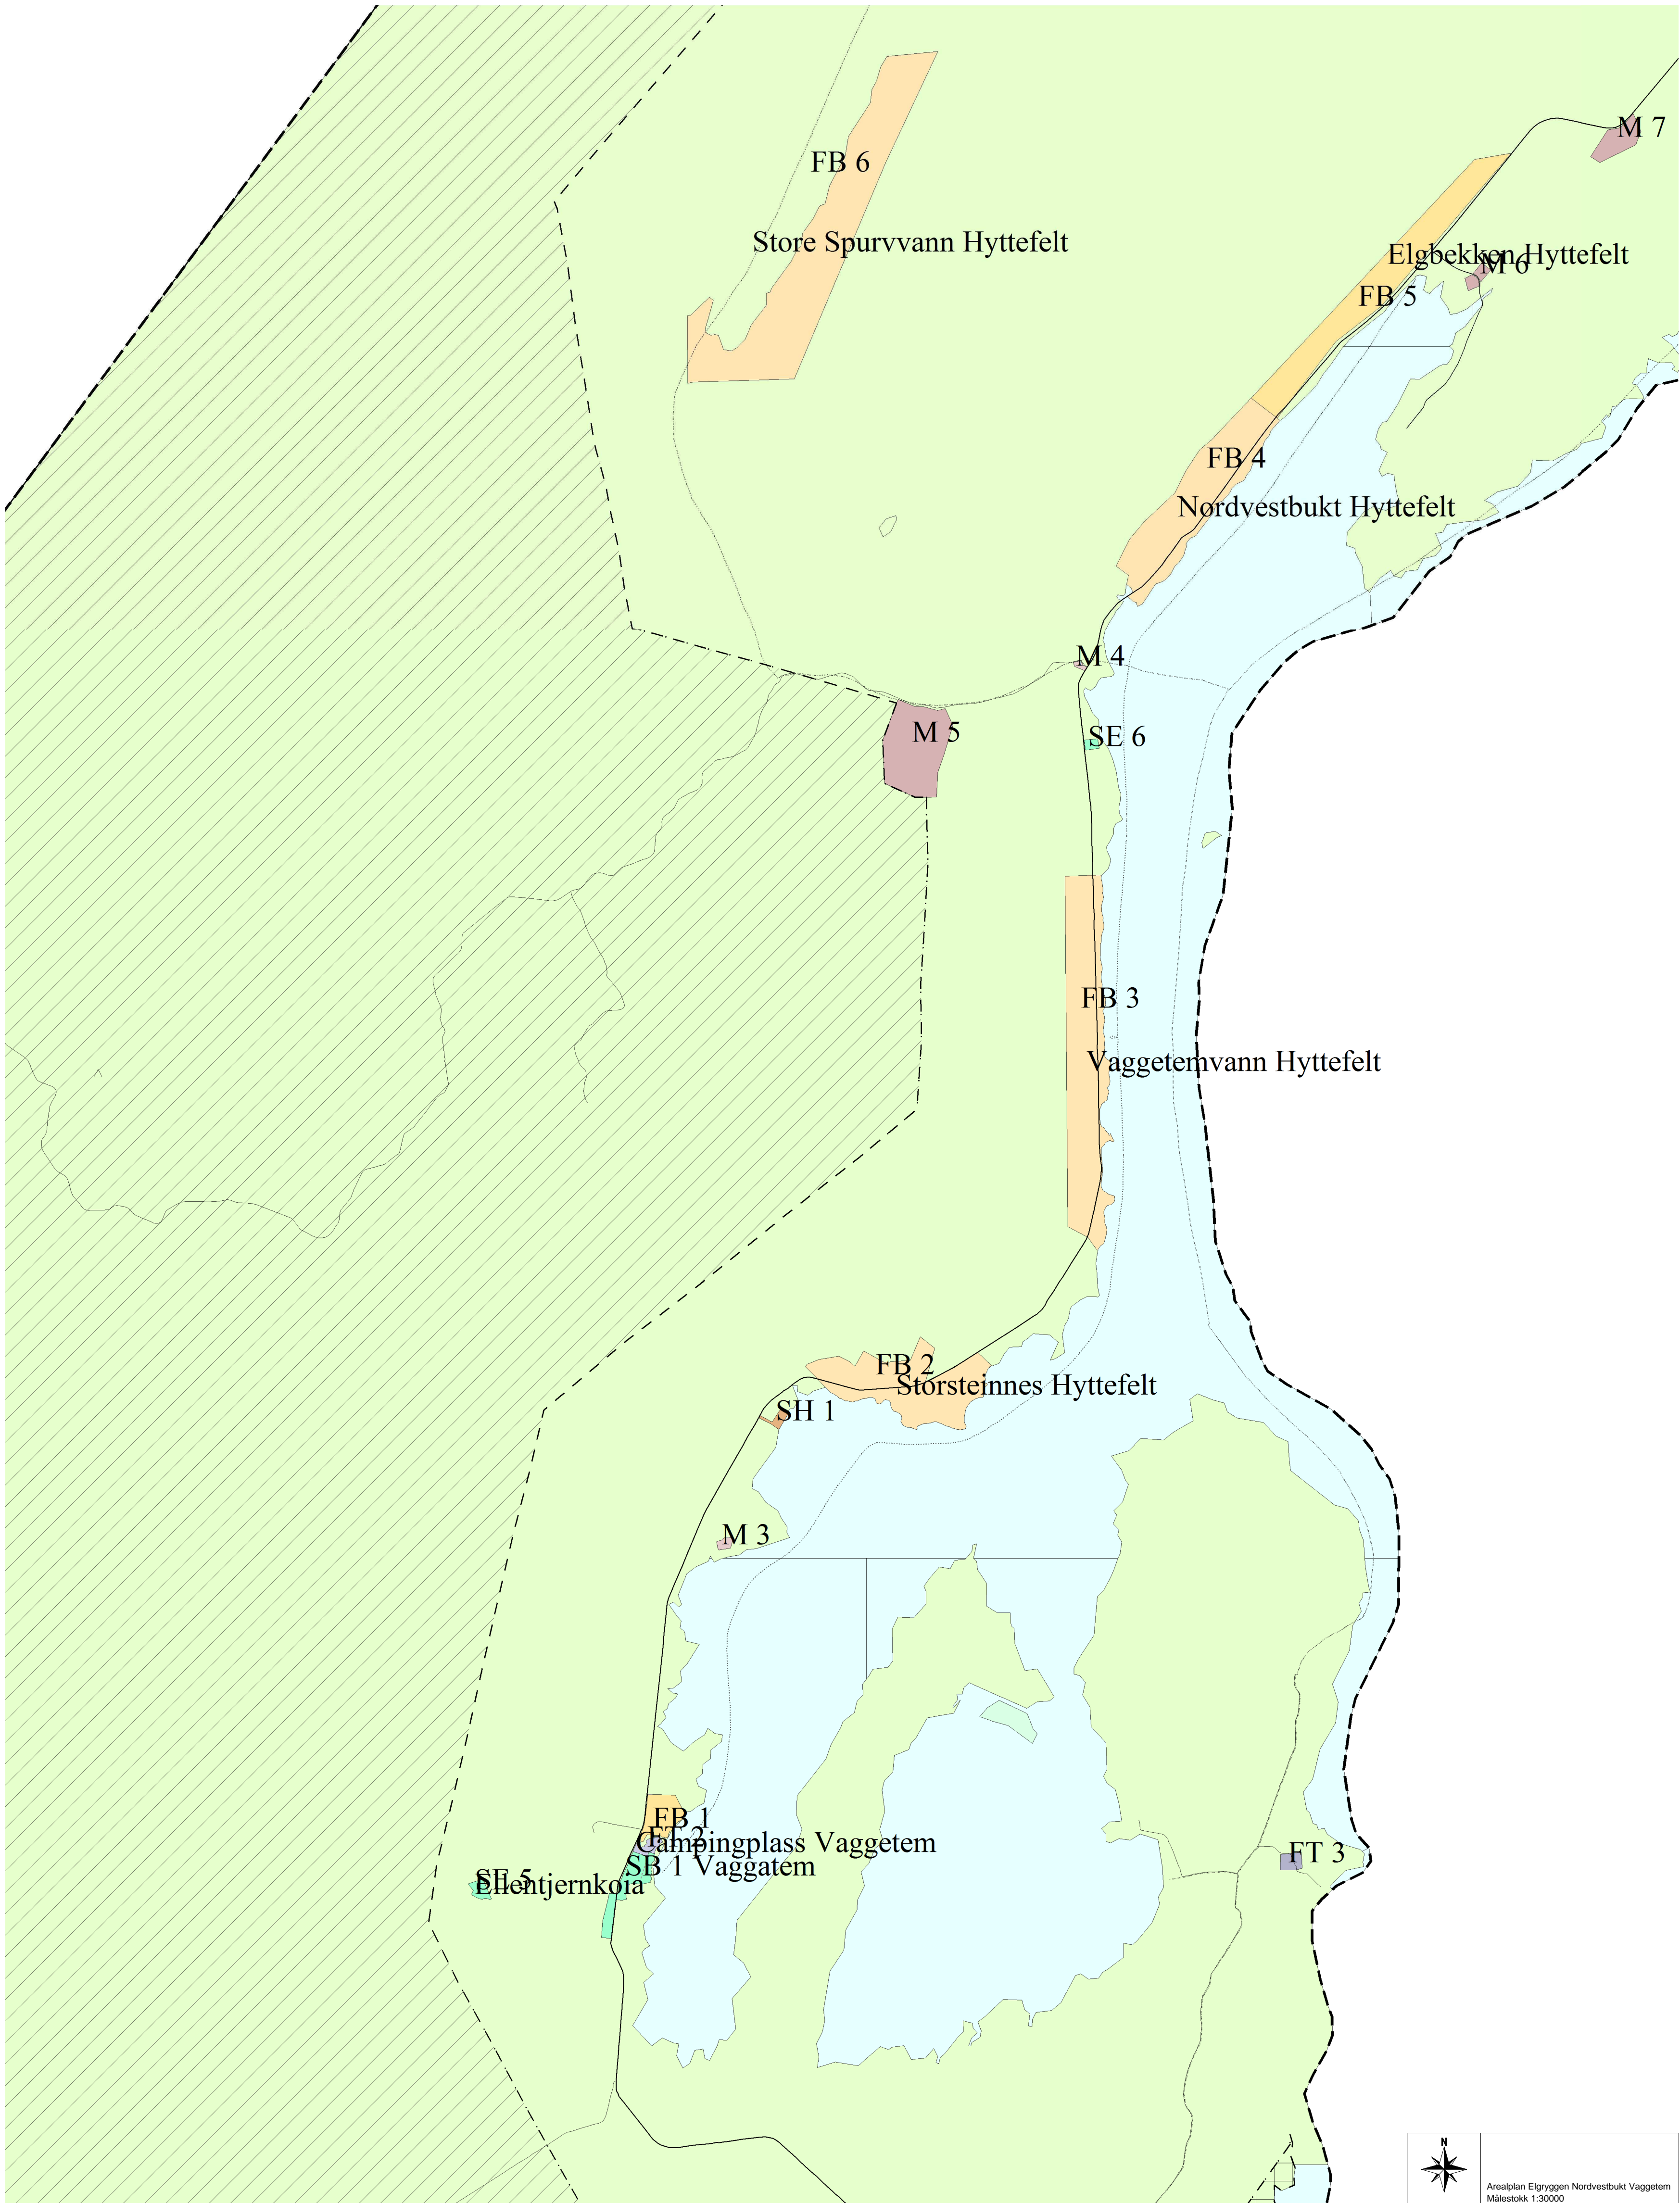 M 7
FB 6
Store Spurvvann Hyttefelt
Elgbekken Hyttefelt
M 6
FB 5
FB 4
Nordvestbukt Hyttefelt
M 4
M 5
SE 6
FB 3
Vaggetemvann Hyttefelt
FB 2
Storsteinnes Hyttefelt
SH 1
M 3
FB 1
FT 2
Campingplass Vaggetem
SB 1 Vaggatem
FT 3
SE 5
Ellentjernkoia
N
Arealplan Elgryggen Nordvestbukt Vaggetem
Målestokk 1:30000